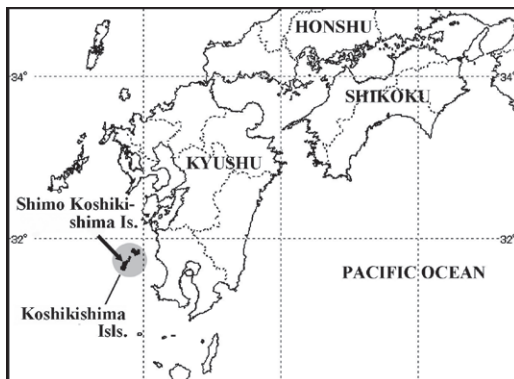 HONSHU
34°
34°
SHIKOKU
KYUSHU
Shimo Koshiki-
shima Is.
32°
32°
PACIFIC OCEAN
Koshikishima
Isls.